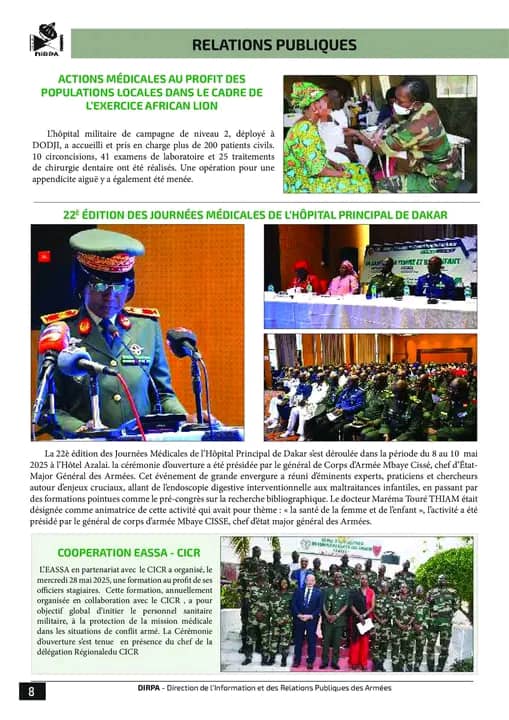 DIRPA
RELATIONS PUBLIQUES
ACTIONS MÉDICALES AU PROFIT DES
POPULATIONS LOCALES DANS LE CADRE DE
L'EXERCICE AFRICAN LION
L'hôpital militaire de campagne de niveau 2, déployé à
DODJI, a accueilli et pris en charge plus de 200 patients civils.
10 circoncisions, 41 examens de laboratoire et 25 traitements
de chirurgie dentaire ont été réalisés. Une opération pour une
appendicite aiguë y a également été menée.
22È ÉDITION DES JOURNÉES MÉDICALES DE L'HÔPITAL PRINCIPAL DE DAKAR
La 22è édition des Journées Médicales de l'Hôpital Principal de Dakar s'est déroulée dans la période du 8 au 10 mai
2025 à l'Hôtel Azalai. la cérémonie d'ouverture a été présidée par le général de Corps d'Armée Mbaye Cissé, chef d'État-
Major Général des Armées. Cet événement de grande envergure a réuni d'éminents experts, praticiens et chercheurs
autour d'enjeux cruciaux, allant de l'endoscopie digestive interventionnelle aux maltraitances infantiles, en passant par
des formations pointues comme le pré-congrès sur la recherche bibliographique. Le docteur Maréma Touré THIAM était
désignée comme animatrice de cette activité qui avait pour thème : « la santé de la femme et de l'enfant », l'activité a été
présidé par le général de corps d'armée Mbaye CISSE, chef d'état major général des Armées.
COOPERATION EASSA - CICR
L'EASSA en partenariat avec le CICR a organisé, le
mercredi 28 mai 2025, une formation au profit de ses
officiers stagiaires. Cette formation, annuellement
organisée en collaboration avec le CICR , a pour
objectif global d'initier le personnel sanitaire
militaire, à la protection de la mission médicale
dans les situations de conflit armé. La Cérémonie
d'ouverture s'est tenue en présence du chef de la
délégation Régionaledu CICR
8
DIRPA - Direction de l'Information et des Relations Publiques des Armées